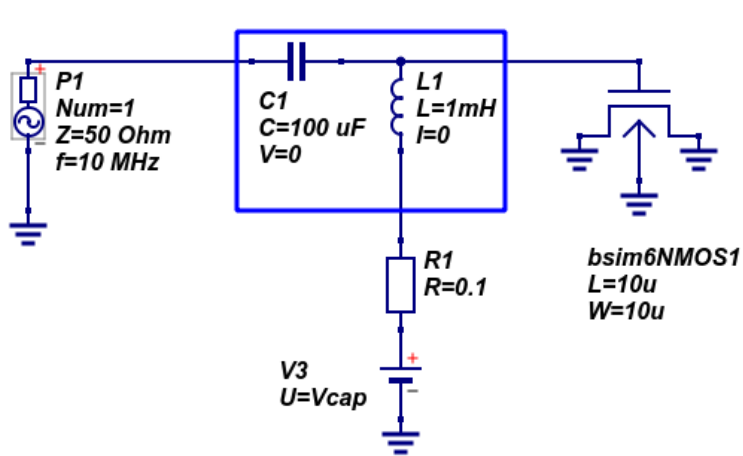 P1
Num=1
Z=50 Ohm
f=10 MHz
C1
C=100 uF
V=0
L1
L=1mH
I=0
R1
R=0.1
V3
U=Vcap
bsim6NMOS1
L=10u
W=10u